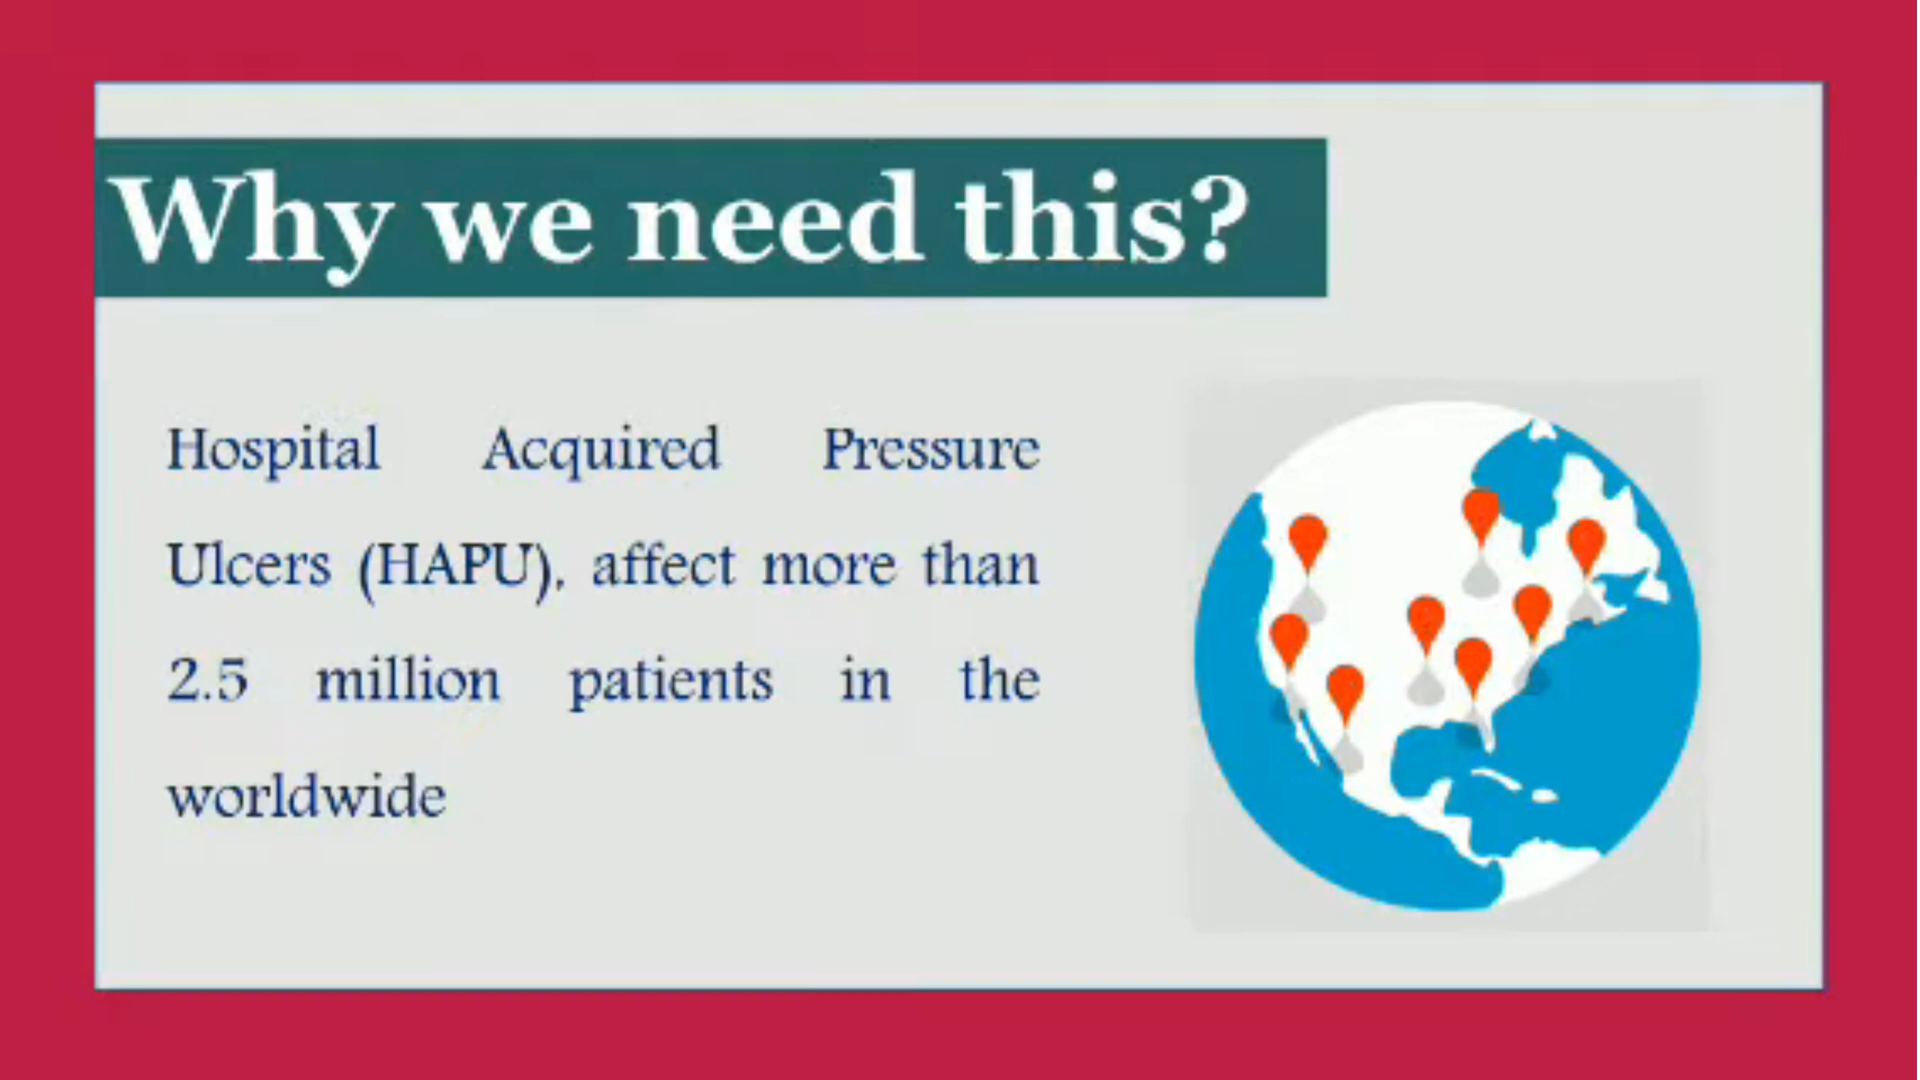 Why we need this?
Hospital Acquired Pressure
Ulcers (HAPU), affect more than
2.5 million patients in the
worldwide